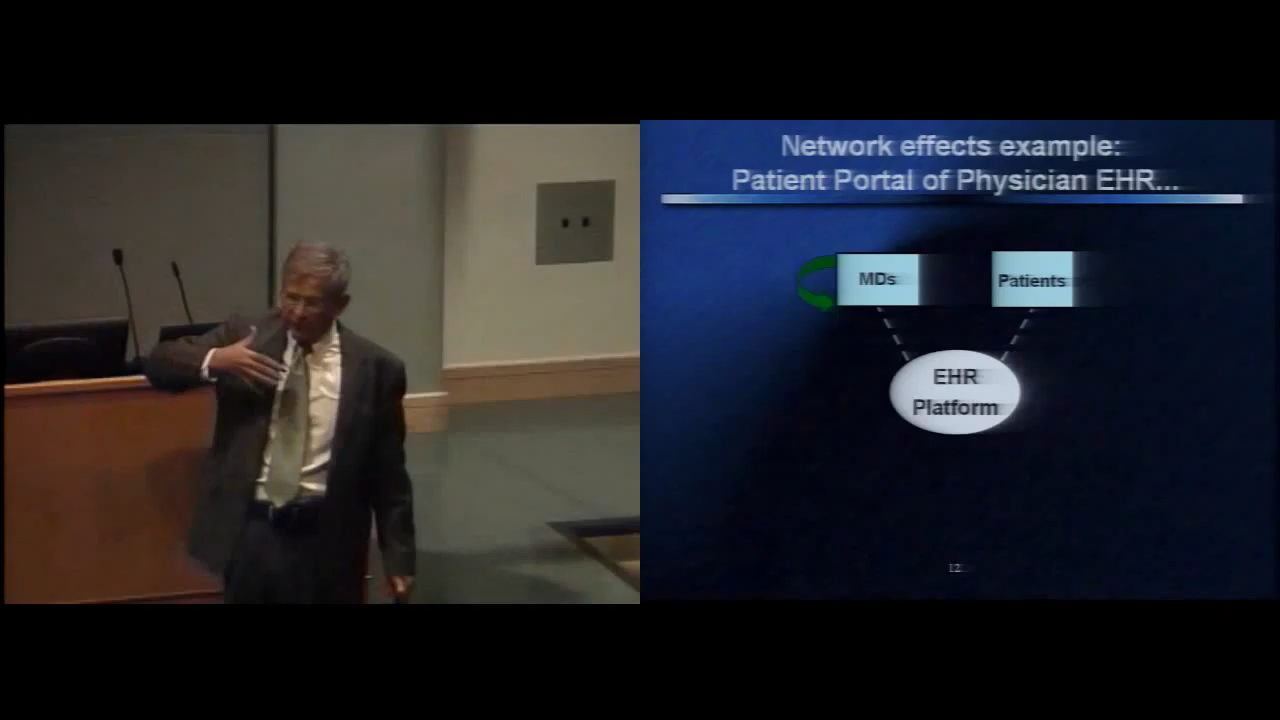 Network effects example:
Patient Portal of Physician EHR...
MDs
Patients
EHR
Platform
12